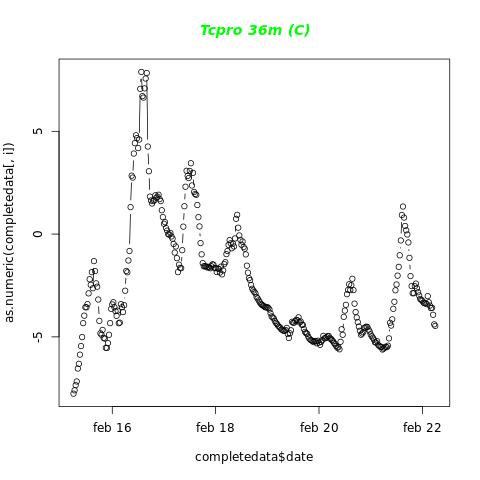 Tcpro 36m (C)
as.numeric(completedata[, i])
5
0
-5
feb 16
feb 18
feb 20
feb 22
completedata$date